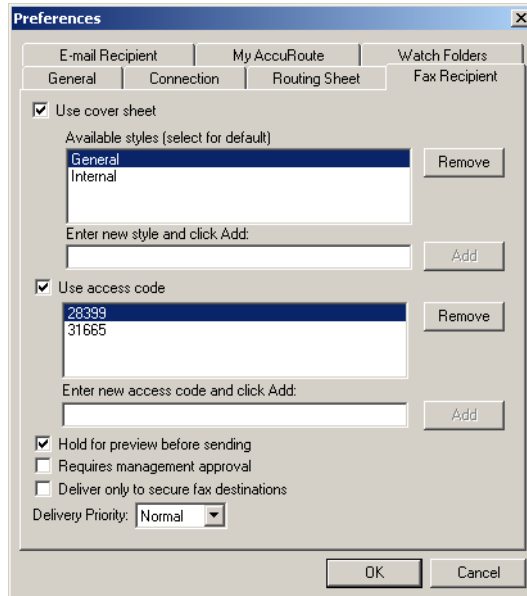 Preferences
E-mail Recipient My AccuRoute Watch Folders
General Connection Routing Sheet Fax Recipient
Use cover sheet
Available styles (select for default)
General
Internal
Remove
Enter new style and click Add:
Add
Use access code
28399
31665
Remove
Enter new access code and click Add:
Add
Hold for preview before sending
Requires management approval
Deliver only to secure fax destinations
Delivery Priority: Normal
OK Cancel